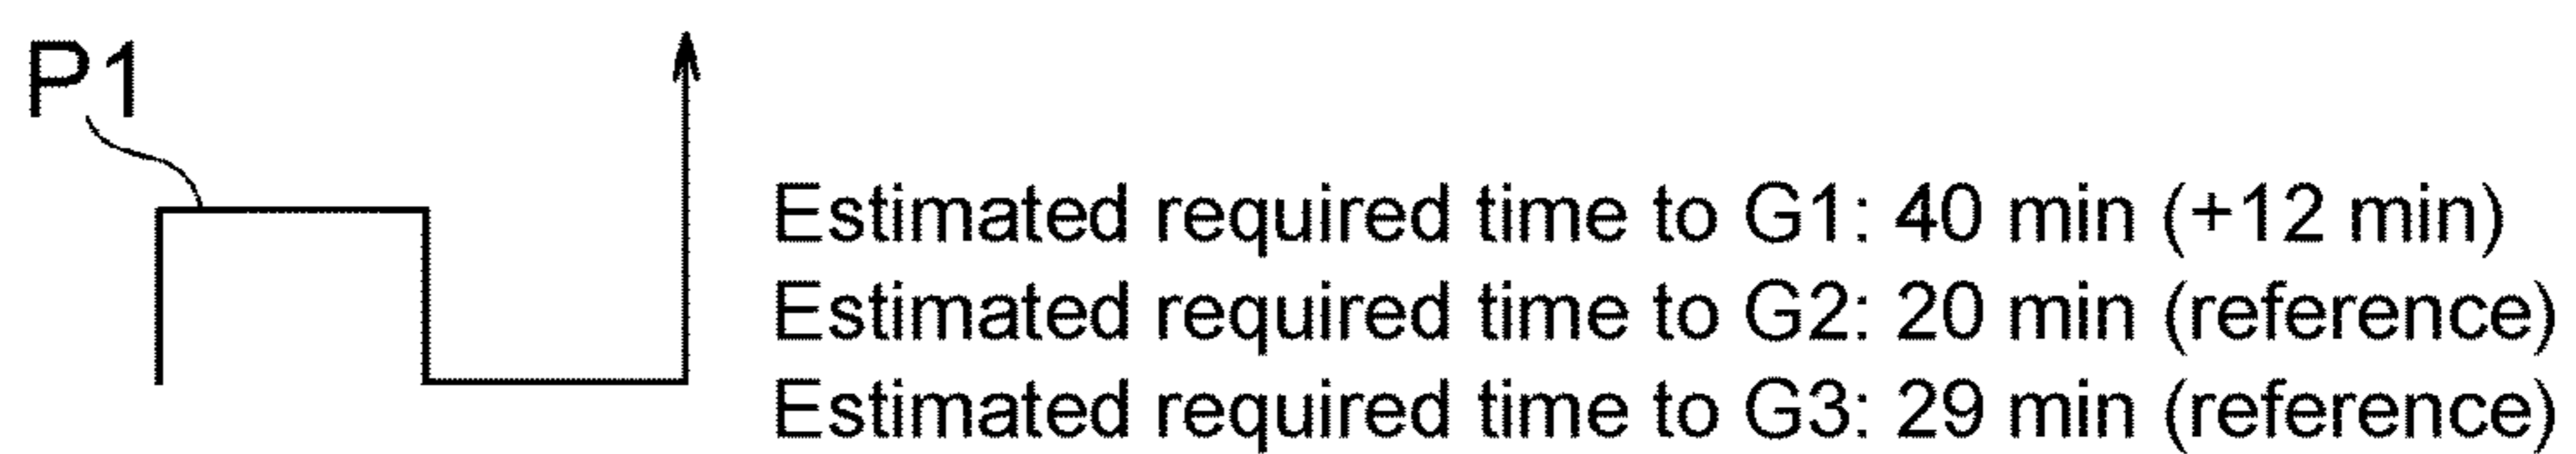 P1
Estimated required time to G1: 40 min (+12 min)
Estimated required time to G2: 20 min (reference)
Estimated required time to G3: 29 min (reference)